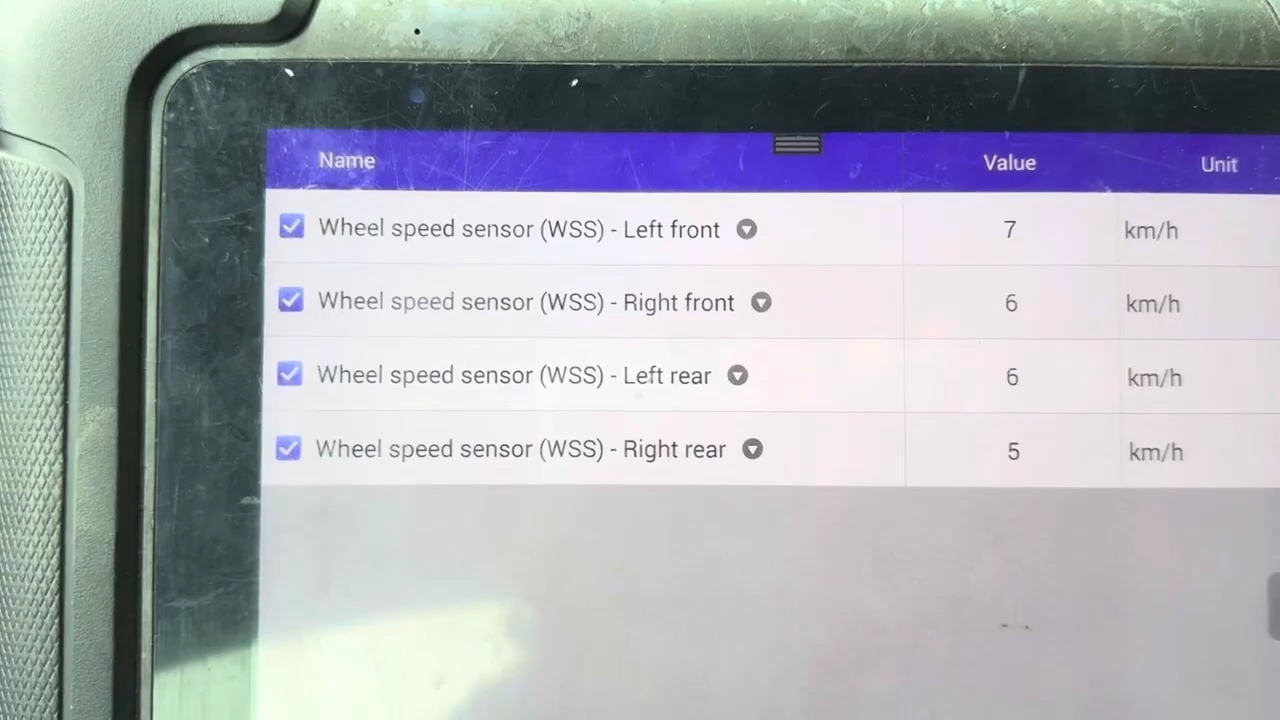 Name Value Unit
Wheel speed sensor (WSS) - Left front 7 km/h
Wheel speed sensor (WSS) - Right front 6 km/h
Wheel speed sensor (WSS) - Left rear 6 km/h
Wheel speed sensor (WSS) - Right rear 5 km/h